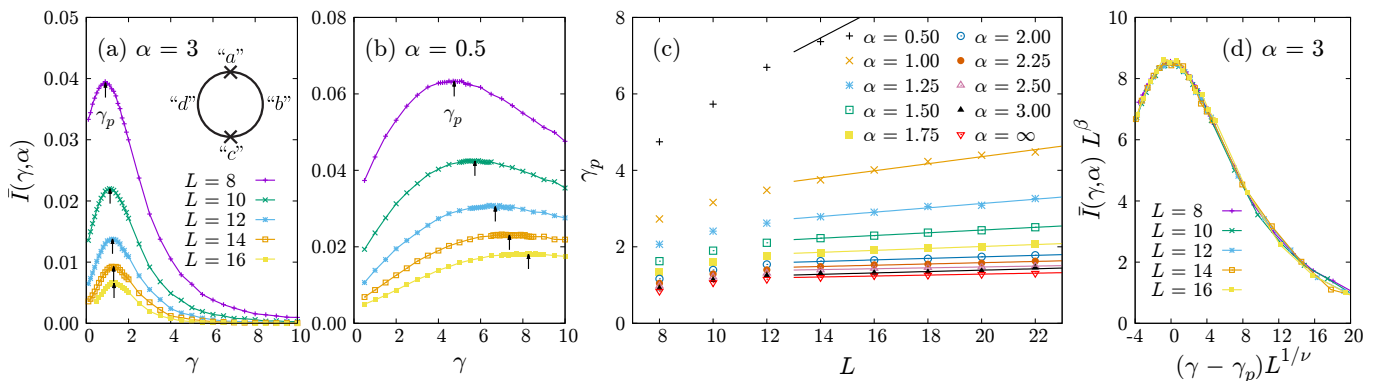 (a) α = 3
"a"
"d"
"b"
"c"
γp
L = 8
L = 10
L = 12
L = 14
L = 16
0.05
0.04
0.03
0.02
0.01
0.00
0 2 4 6 8 10
Ī(γ,α)
γ
(b) α = 0.5
γp
0.08
0.06
0.04
0.02
0.00
0 2 4 6 8 10
γ
(c)
α = 0.50
α = 1.00
α = 1.25
α = 1.50
α = 1.75
α = 2.00
α = 2.25
α = 2.50
α = 3.00
α = ∞
8
6
4
2
0
8 10 12 14 16 18 20 22
γp
L
(d) α = 3
L = 8
L = 10
L = 12
L = 14
L = 16
10
8
6
4
2
0
-4 0 4 8 12 16 20
Ī(γ,α) L^β
(γ − γp)L^1/ν